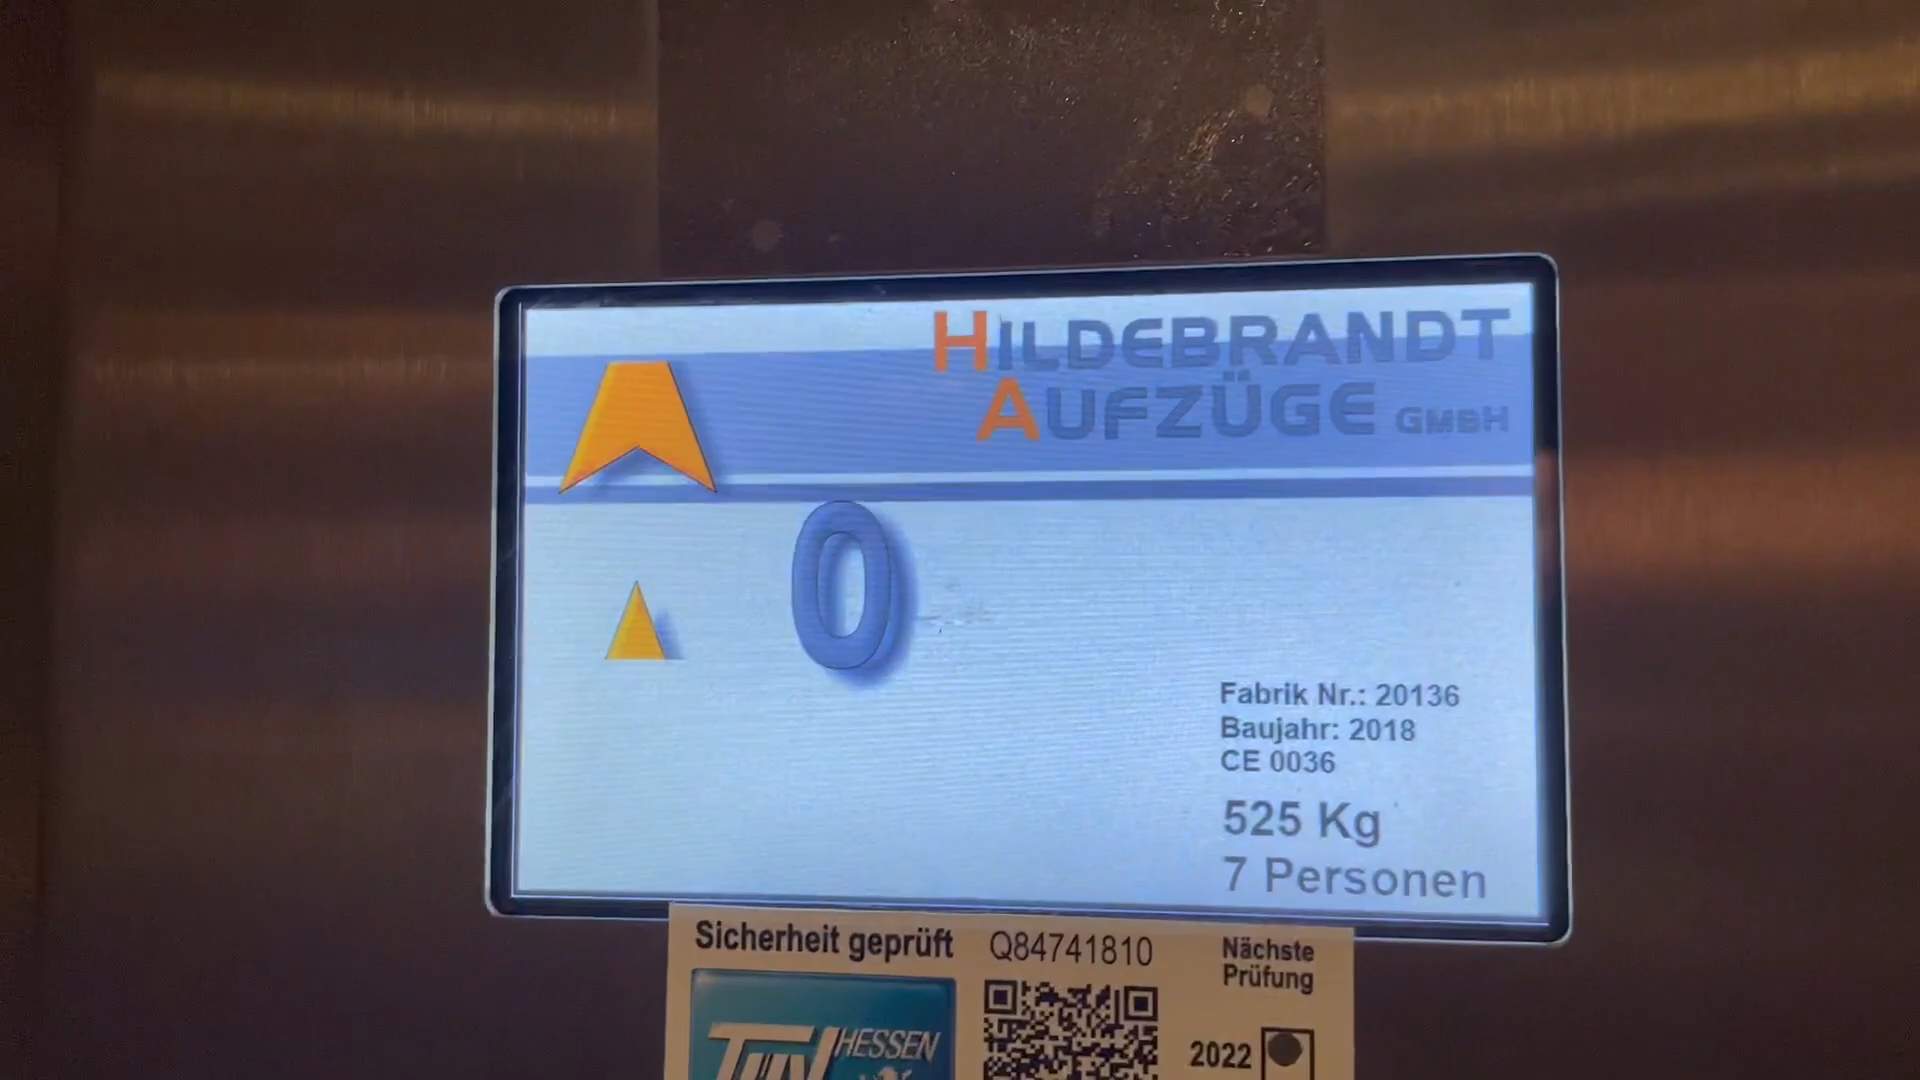 HILDEBRANDT
AUFZÜGE GMBH
0
Fabrik Nr.: 20136
Baujahr: 2018
CE 0036
525 Kg
7 Personen
Sicherheit geprüft
Q84741810
Nächste
Prüfung
TÜV HESSEN
2022